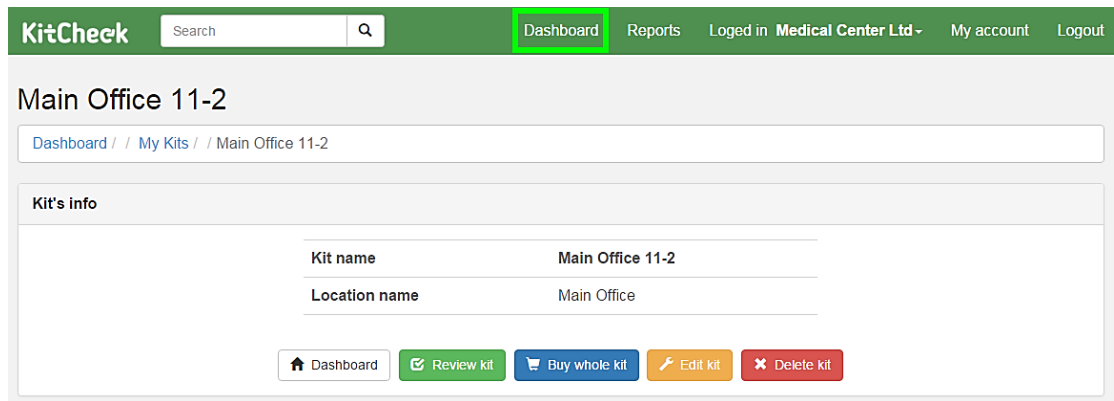 KitCheck Search Dashboard Reports Loged in Medical Center Ltd My account Logout
Main Office 11-2
Dashboard / / My Kits / / Main Office 11-2
Kit's info
Kit name Main Office 11-2
Location name Main Office
Dashboard Review kit Buy whole kit Edit kit Delete kit